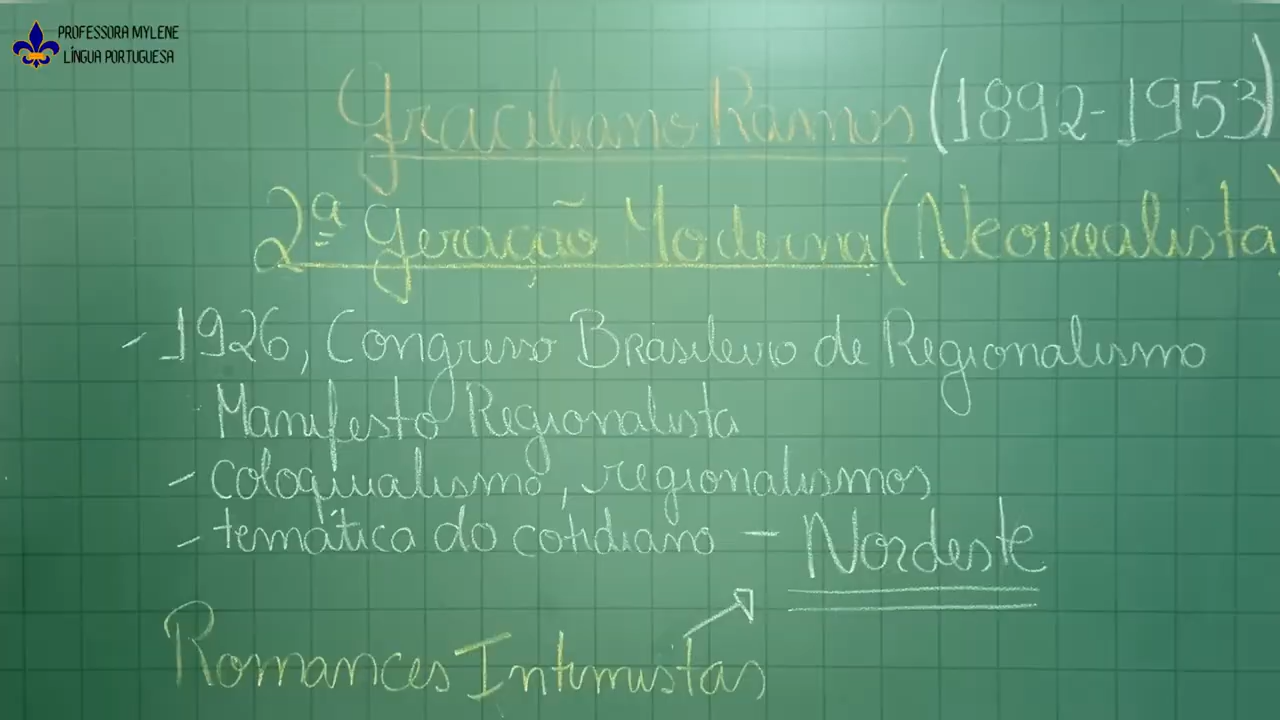 PROFESSORA MYLENE
LÍNGUA PORTUGUESA
Graciliano Ramos (1892-1953)
2ª Geração Moderna (Neorrealista)
- 1926, Congresso Brasileiro de Regionalismo
Manifesto Regionalista
- coloquialismo, regionalismos
- temática do cotidiano - Nordeste
Romances Intimistas